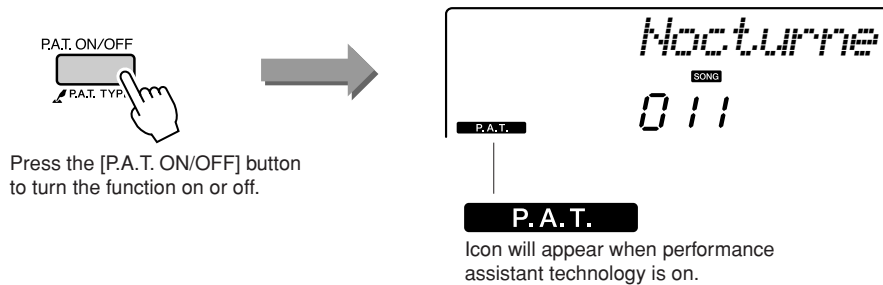 P.A.T. ON/OFF
P.A.T. TYP
Press the [P.A.T. ON/OFF] button
to turn the function on or off.
Nocturne
SONG
011
P.A.T.
P.A.T.
Icon will appear when performance
assistant technology is on.